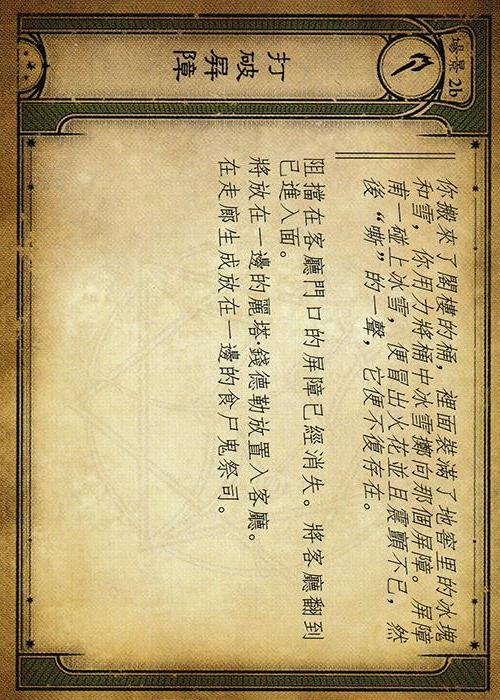 場景 2b
打破屏障
你搬來了閣樓的桶，裡面裝滿了地窖里的冰塊
和雪，你用力將桶中冰雪擲向那個屏障。屏障
甫一碰上冰雪，便冒出火花並且震顫不已，然
後“嘶”的一聲，它便不復存在。
阻擋在客廳門口的屏障已經消失。將客廳翻到
已進入面。
將放在一邊的麗塔·錢德勒放置入客廳。
在走廊生成放在一邊的食尸鬼祭司。